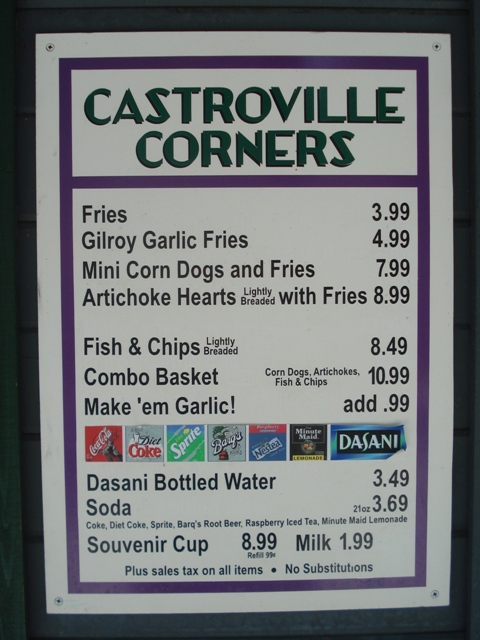 CASTROVILLE
CORNERS
Fries 3.99
Gilroy Garlic Fries 4.99
Mini Corn Dogs and Fries 7.99
Artichoke Hearts Lightly Breaded with Fries 8.99
Fish & Chips Lightly Breaded 8.49
Combo Basket Corn Dogs, Artichokes, Fish & Chips 10.99
Make 'em Garlic! add .99
Coca-Cola Diet Coke Sprite Barq's Raspberry Nestea Minute Maid LEMONADE DASANI
Dasani Bottled Water 3.49
Soda 21oz 3.69
Coke, Diet Coke, Sprite, Barq's Root Beer, Raspberry Iced Tea, Minute Maid Lemonade
Souvenir Cup 8.99 Milk 1.99
Refill 99¢
Plus sales tax on all items • No Substitutions